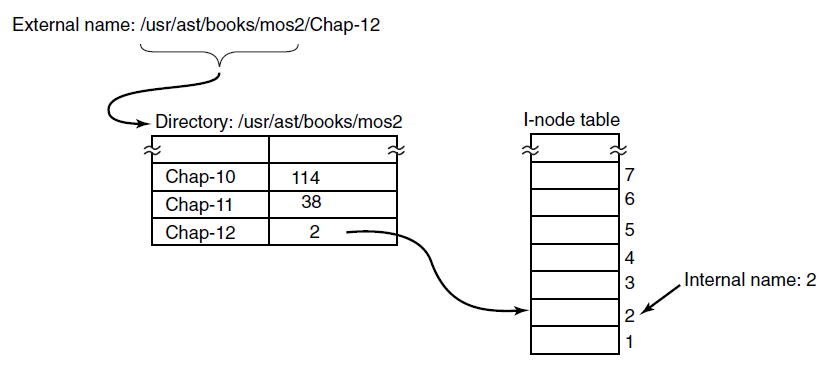 External name: /usr/ast/books/mos2/Chap-12
Directory: /usr/ast/books/mos2
Chap-10 114
Chap-11 38
Chap-12 2
I-node table
7
6
5
4
3
2
1
Internal name: 2